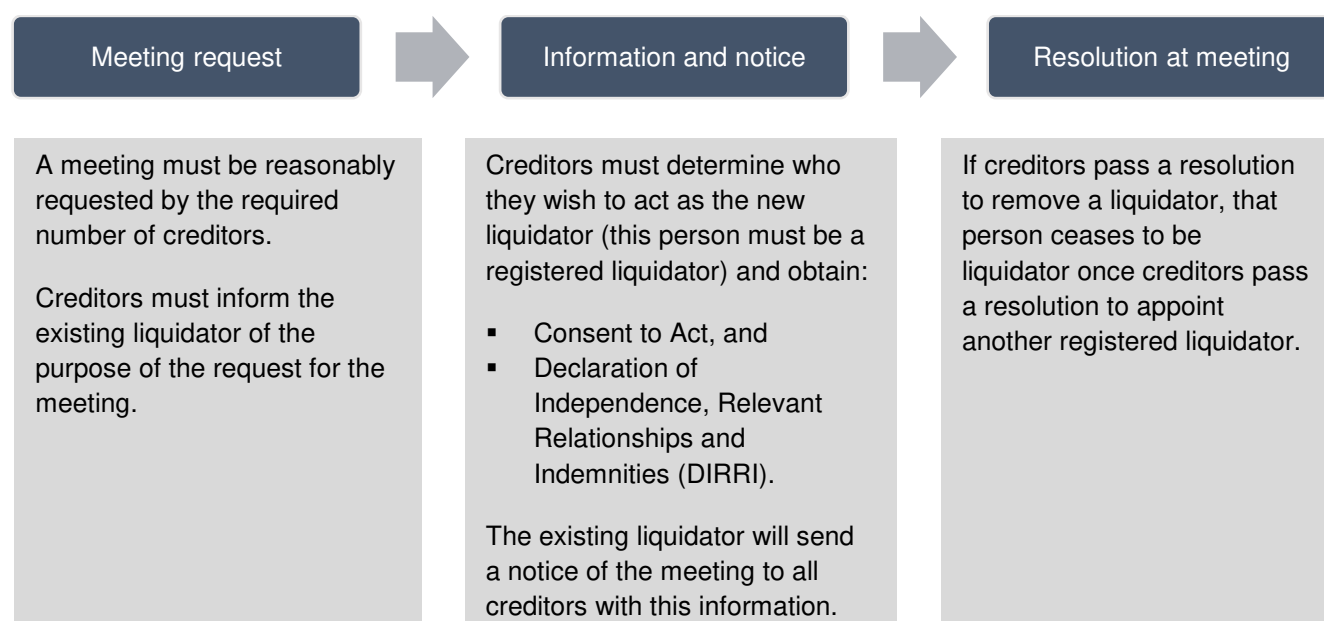 Meeting request
Information and notice
Resolution at meeting
A meeting must be reasonably
requested by the required
number of creditors.
Creditors must inform the
existing liquidator of the
purpose of the request for the
meeting.
Creditors must determine who
they wish to act as the new
liquidator (this person must be a
registered liquidator) and obtain:
▪ Consent to Act, and
▪ Declaration of
Independence, Relevant
Relationships and
Indemnities (DIRRI).
The existing liquidator will send
a notice of the meeting to all
creditors with this information.
If creditors pass a resolution
to remove a liquidator, that
person ceases to be
liquidator once creditors pass
a resolution to appoint
another registered liquidator.